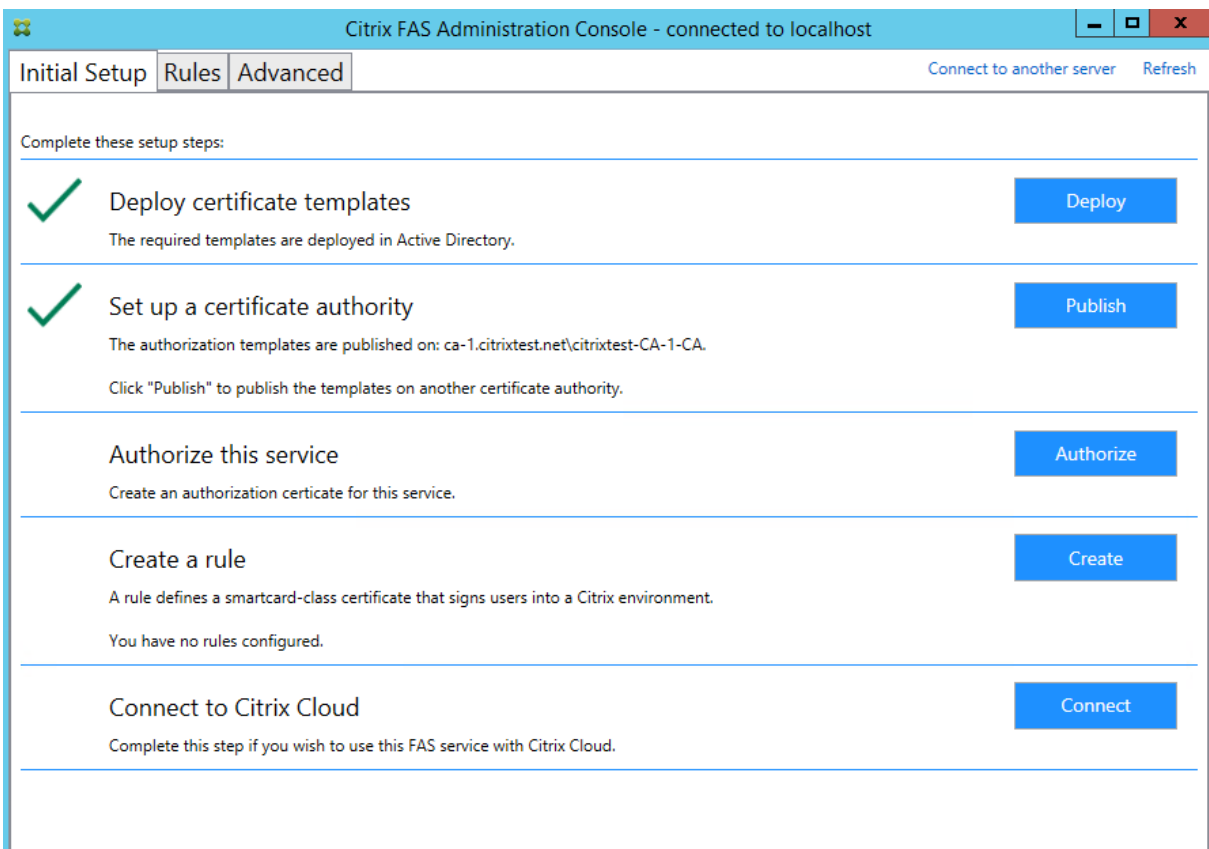 Citrix FAS Administration Console - connected to localhost
Initial Setup Rules Advanced Connect to another server Refresh
Complete these setup steps:
Deploy certificate templates Deploy
The required templates are deployed in Active Directory.
Set up a certificate authority Publish
The authorization templates are published on: ca-1.citrixtest.net\citrixtest-CA-1-CA.
Click "Publish" to publish the templates on another certificate authority.
Authorize this service Authorize
Create an authorization certicate for this service.
Create a rule Create
A rule defines a smartcard-class certificate that signs users into a Citrix environment.
You have no rules configured.
Connect to Citrix Cloud Connect
Complete this step if you wish to use this FAS service with Citrix Cloud.